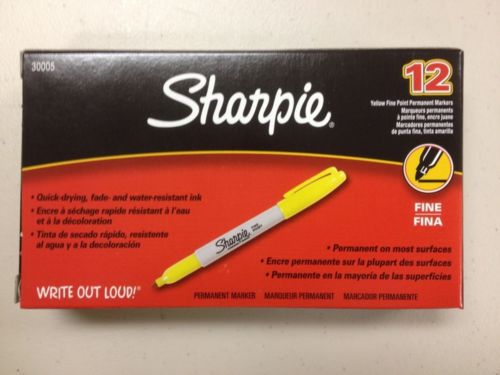 30005
12
Sharpie®
Yellow Fine Point Permanent Markers
Marqueurs permanents
à pointe fine, encre jaune
Marcadores permanentes
de punta fina, tinta amarilla
FINE
FINA
• Quick-drying, fade- and water-resistant ink
• Encre à séchage rapide résistant à l'eau
et à la décoloration
• Tinta de secado rápido, resistente
al agua y a la decoloración
Sharpie
• Permanent on most surfaces
• Encre permanente sur la plupart des surfaces
• Permanente en la mayoría de las superficies
WRITE OUT LOUD!
PERMANENT MARKER MARQUEUR PERMANENT MARCADOR PERMANENTE